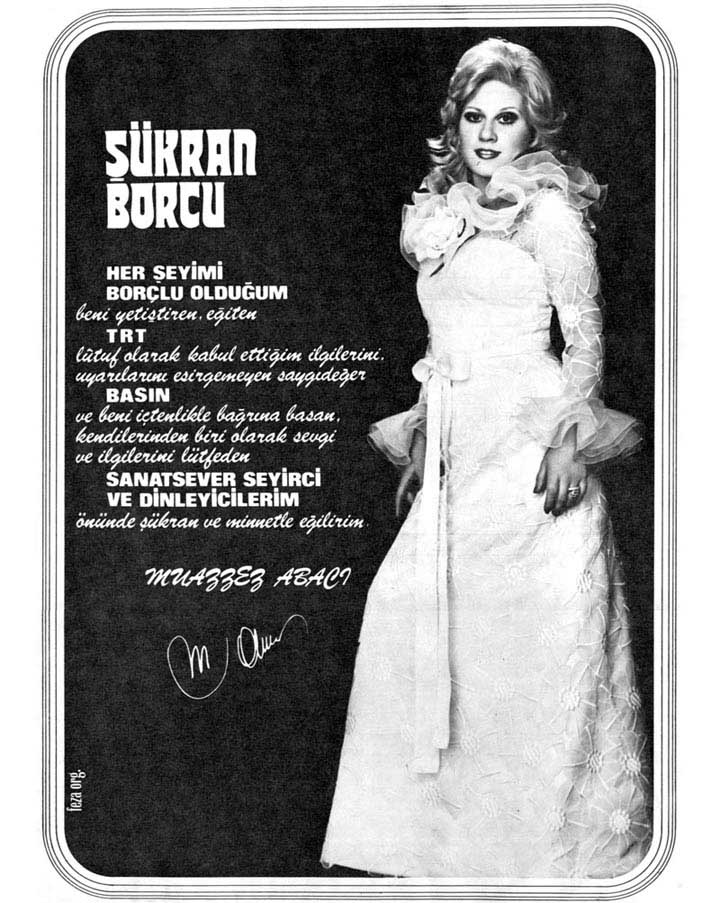 ŞÜKRAN
BORCU
HER ŞEYİMİ
BORÇLU OLDUĞUM
beni yetiştiren, eğiten
TRT
lûtuf olarak kabul ettiğim ilgilerini,
uyarılarını esirgemeyen saygıdeğer
BASIN
ve beni içtenlikle bağrına basan,
kendilerinden biri olarak sevgi
ve ilgilerini lütfeden
SANATSEVER SEYİRCİ
VE DİNLEYİCİLERİM
önünde şükran ve minnetle eğilirim.
MUAZZEZ ABACI
feza org.